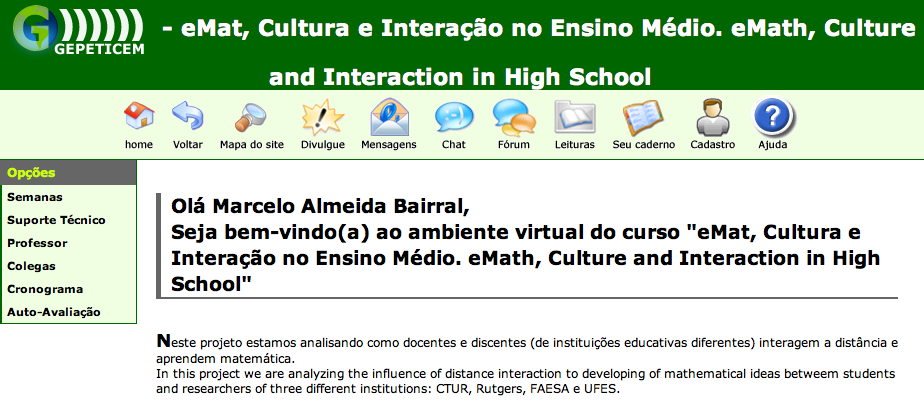 GEPETICEM
- eMat, Cultura e Interação no Ensino Médio. eMath, Culture
and Interaction in High School
home Voltar Mapa do site Divulgue Mensagens Chat Fórum Leituras Seu caderno Cadastro Ajuda
Opções
Semanas
Suporte Técnico
Professor
Colegas
Cronograma
Auto-Avaliação
Olá Marcelo Almeida Bairral,
Seja bem-vindo(a) ao ambiente virtual do curso "eMat, Cultura e
Interação no Ensino Médio. eMath, Culture and Interaction in High
School"
Neste projeto estamos analisando como docentes e discentes (de instituições educativas diferentes) interagem a distância e
aprendem matemática.
In this project we are analyzing the influence of distance interaction to developing of mathematical ideas betweem students
and researchers of three different institutions: CTUR, Rutgers, FAESA e UFES.